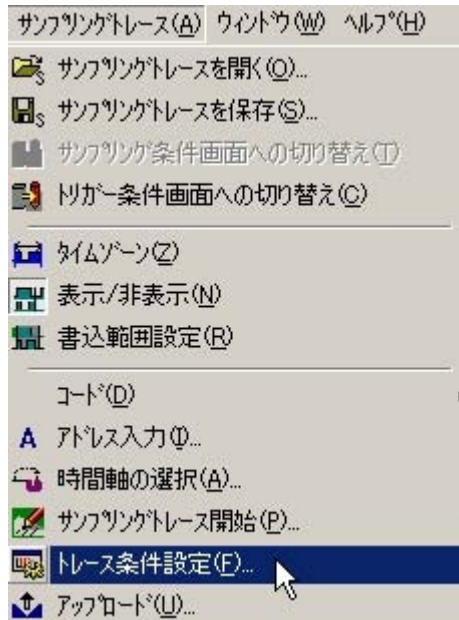 ｻﾝﾌﾟﾘﾝｸﾞﾄﾚｰｽ(A) ｳｨﾝﾄﾞｳ(W) ﾍﾙﾌﾟ(H)
ｻﾝﾌﾟﾘﾝｸﾞﾄﾚｰｽを開く(O)...
ｻﾝﾌﾟﾘﾝｸﾞﾄﾚｰｽを保存(S)...
ｻﾝﾌﾟﾘﾝｸﾞ条件画面への切り替え(T)
ﾄﾘｶﾞｰ条件画面への切り替え(C)
ﾀｲﾑｿﾞｰﾝ(Z)
表示/非表示(N)
書込範囲設定(R)
ｺｰﾄﾞ(D)
ｱﾄﾞﾚｽ入力(I)...
時間軸の選択(A)...
ｻﾝﾌﾟﾘﾝｸﾞﾄﾚｰｽ開始(P)...
ﾄﾚｰｽ条件設定(F)...
ｱｯﾌﾟﾛｰﾄﾞ(U)...